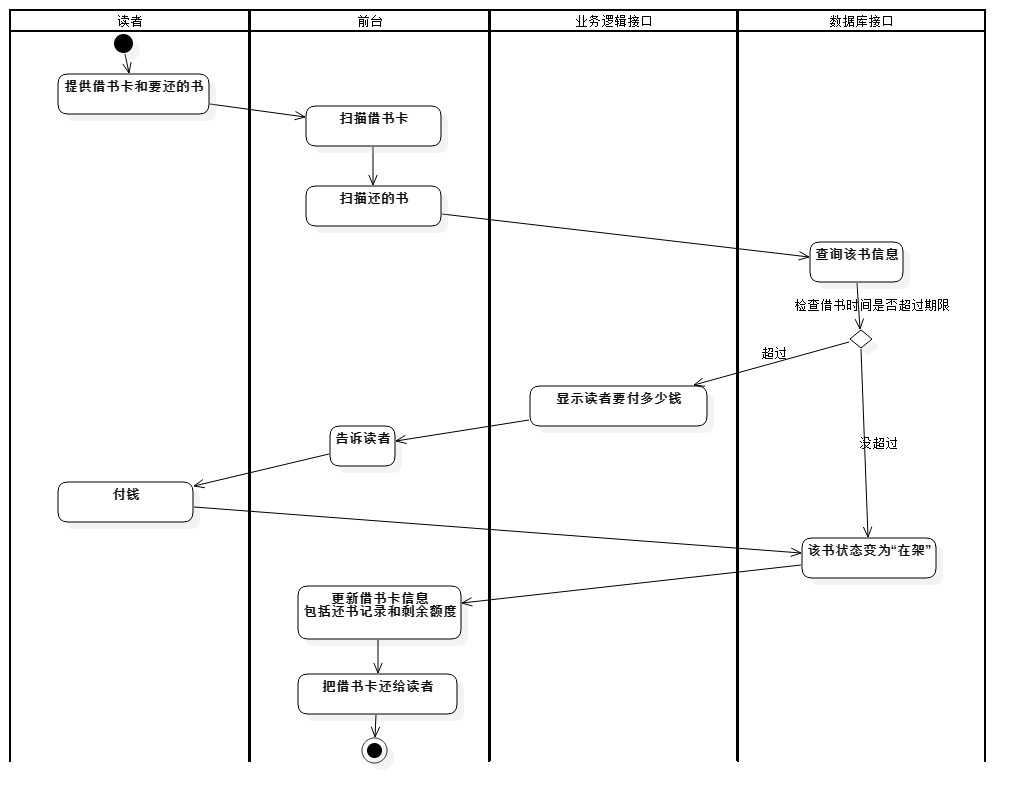 读者
前台
业务逻辑接口
数据库接口
提供借书卡和要还的书
扫描借书卡
扫描还的书
查询该书信息
检查借书时间是否超过期限
超过
显示读者要付多少钱
告诉读者
没超过
付钱
该书状态变为“在架”
更新借书卡信息
包括还书记录和剩余额度
把借书卡还给读者